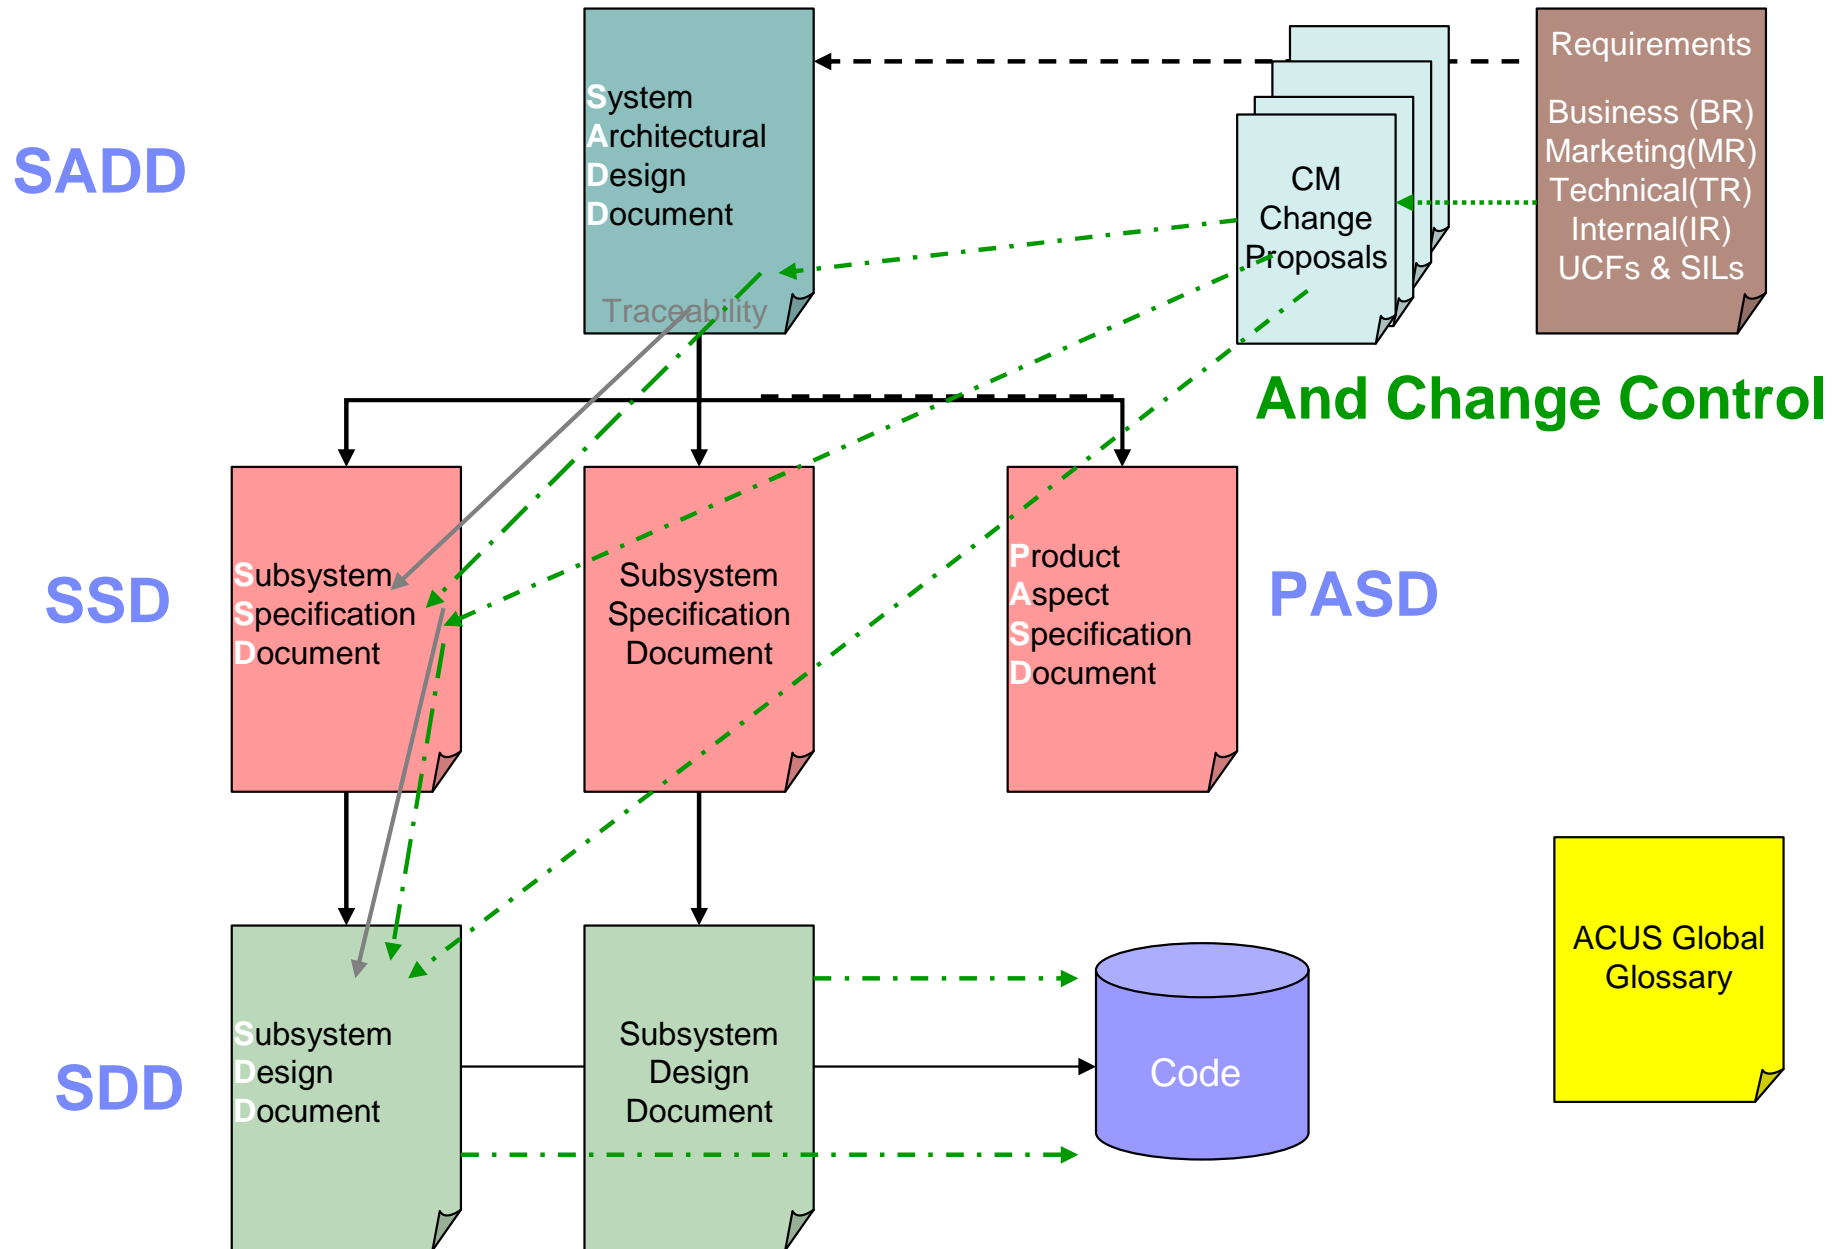 SADD
System
Architectural
Design
Document
Traceability
CM
Change
Proposals
Requirements
Business (BR)
Marketing(MR)
Technical(TR)
Internal(IR)
UCFs & SILs
And Change Control
SSD
Subsystem
Specification
Document
Subsystem
Specification
Document
Product
Aspect
Specification
Document
PASD
SDD
Subsystem
Design
Document
Subsystem
Design
Document
Code
ACUS Global
Glossary